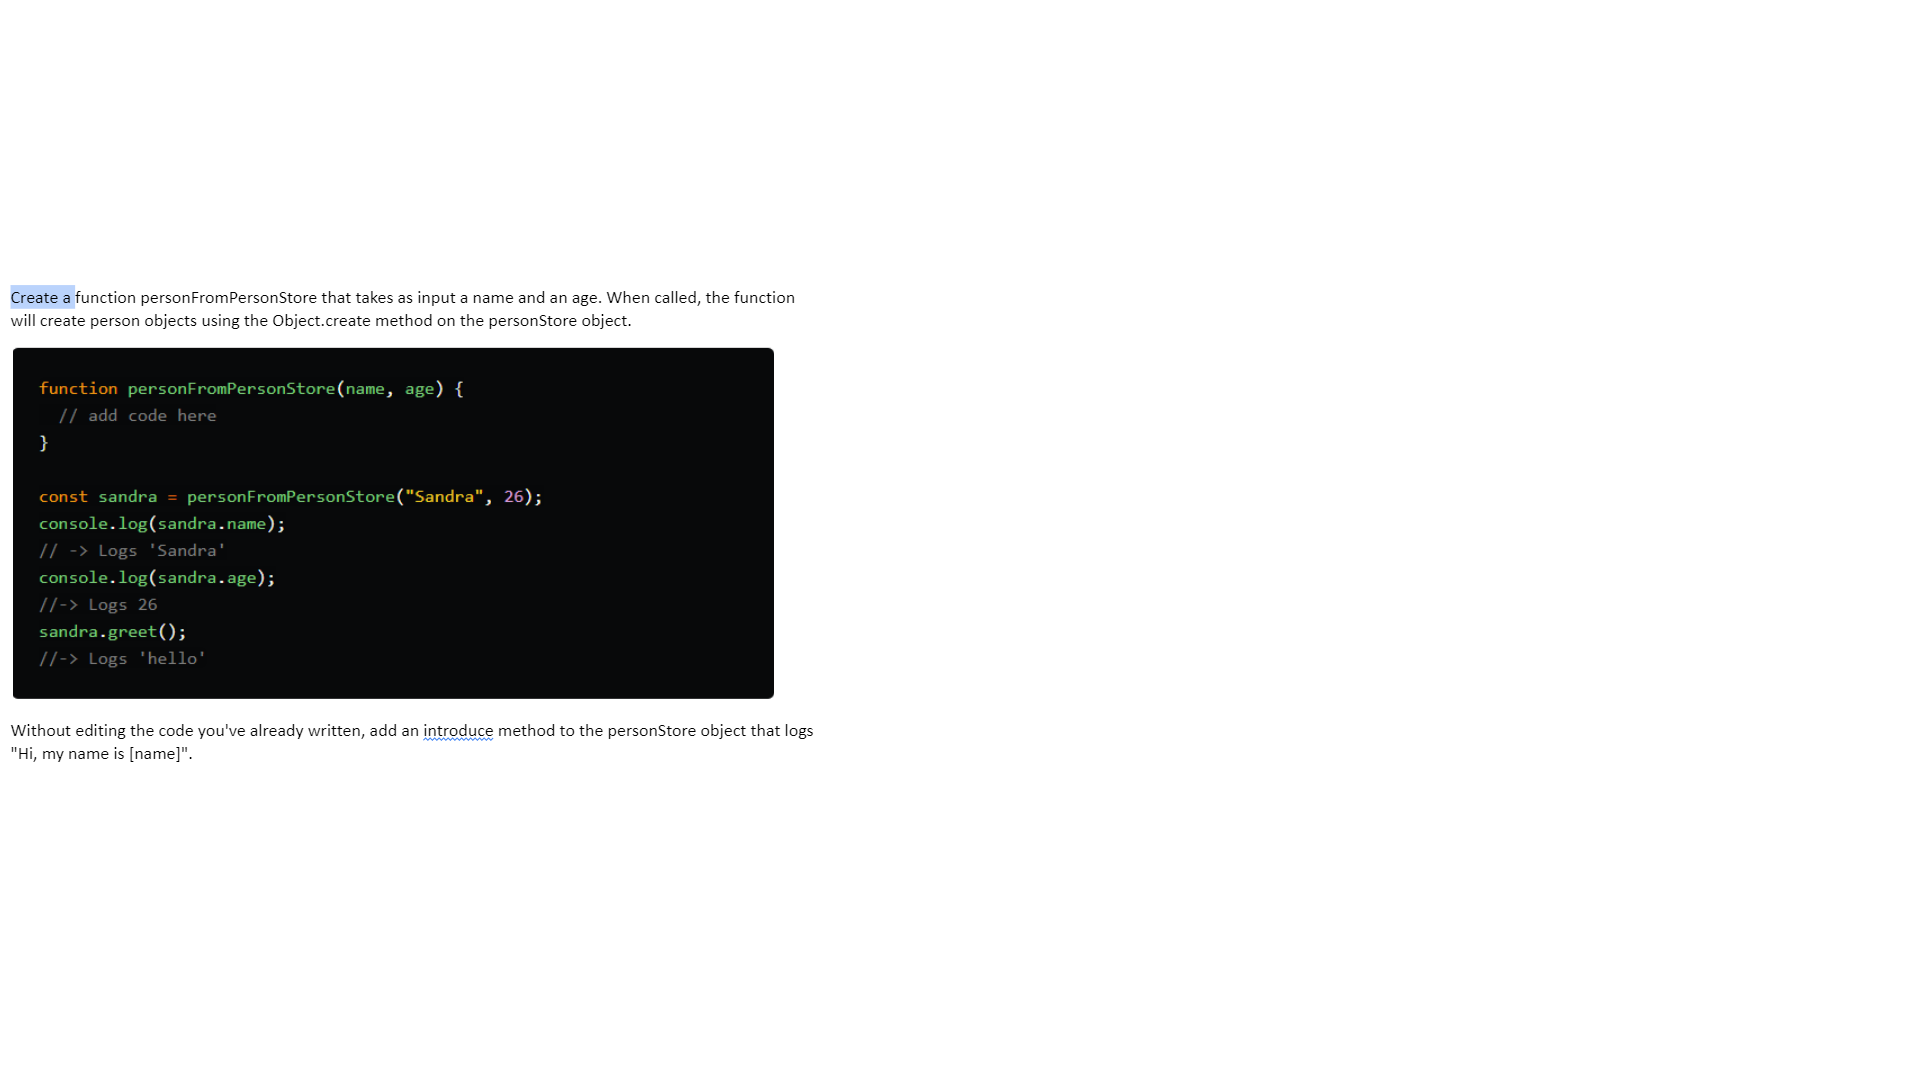 Create a function personFromPersonStore that takes as input a name and an age. When called, the function
will create person objects using the Object.create method on the personStore object.
function personFromPersonStore(name, age) {
  // add code here
}
const sandra = personFromPersonStore("Sandra", 26);
console.log(sandra.name);
// -> Logs 'Sandra'
console.log(sandra.age);
//-> Logs 26
sandra.greet();
//-> Logs 'hello'
Without editing the code you've already written, add an introduce method to the personStore object that logs
"Hi, my name is [name]".